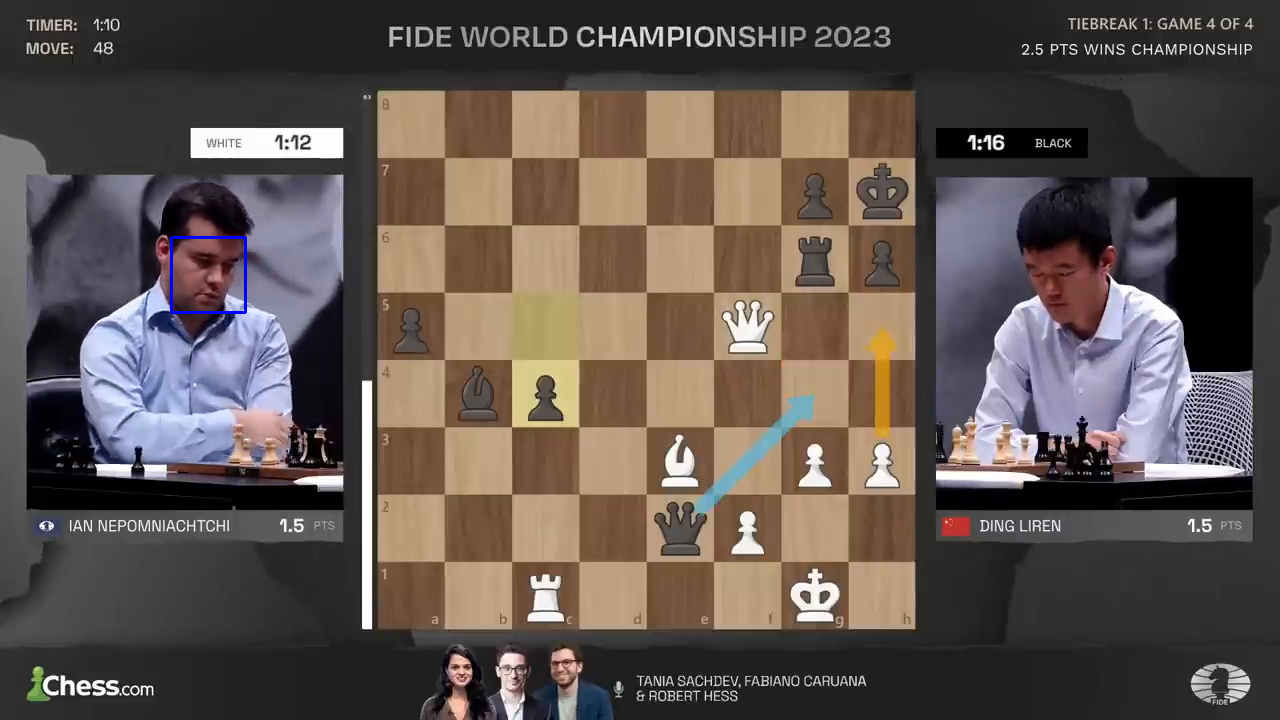 TIMER: 1:10
MOVE: 48
FIDE WORLD CHAMPIONSHIP 2023
TIEBREAK 1: GAME 4 OF 4
2.5 PTS WINS CHAMPIONSHIP
WHITE 1:12
1:16 BLACK
8
7
6
5
4
3
2
1
a b c d e f g h
IAN NEPOMNIACHTCHI 1.5 PTS
DING LIREN 1.5 PTS
Chess.com
TANIA SACHDEV, FABIANO CARUANA
& ROBERT HESS
FIDE